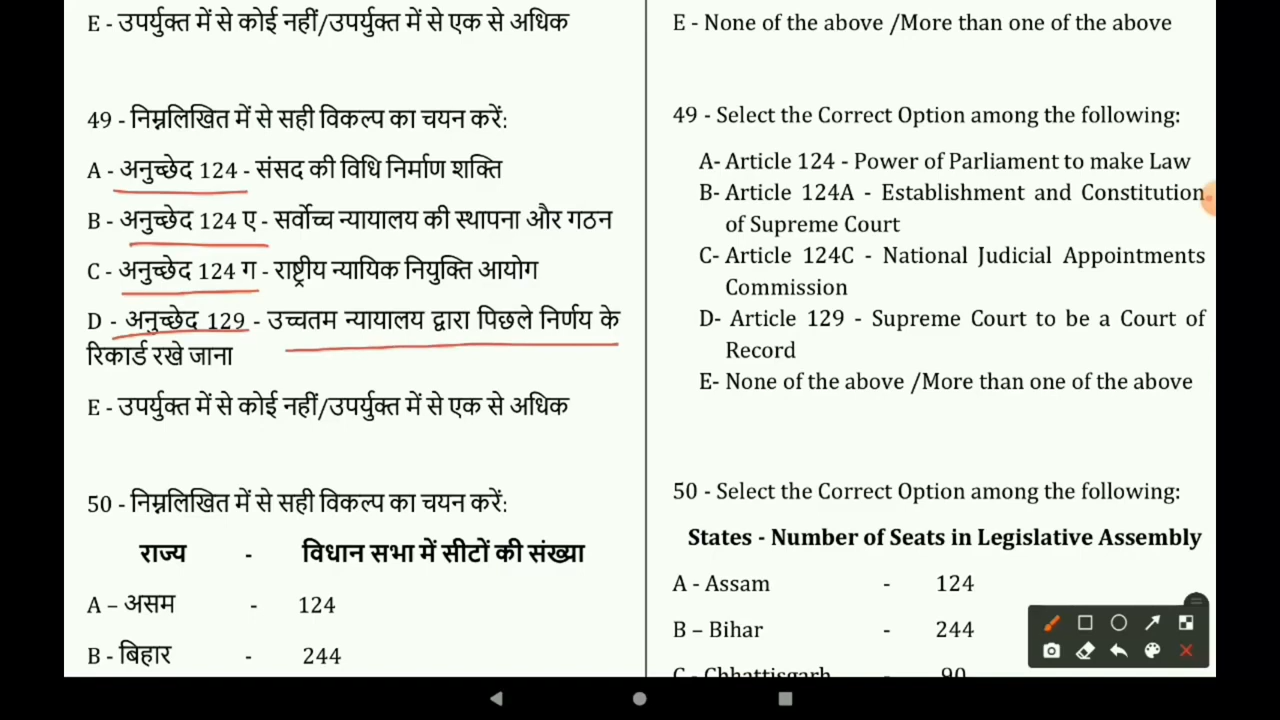 E - उपर्युक्त में से कोई नहीं/उपर्युक्त में से एक से अधिक
49 - निम्नलिखित में से सही विकल्प का चयन करें:
A - अनुच्छेद 124 - संसद की विधि निर्माण शक्ति
B - अनुच्छेद 124 ए - सर्वोच्च न्यायालय की स्थापना और गठन
C - अनुच्छेद 124 ग - राष्ट्रीय न्यायिक नियुक्ति आयोग
D - अनुच्छेद 129 - उच्चतम न्यायालय द्वारा पिछले निर्णय के
रिकार्ड रखे जाना
E - उपर्युक्त में से कोई नहीं/उपर्युक्त में से एक से अधिक
50 - निम्नलिखित में से सही विकल्प का चयन करें:
राज्य - विधान सभा में सीटों की संख्या
A – असम - 124
B - बिहार - 244
E - None of the above /More than one of the above
49 - Select the Correct Option among the following:
A- Article 124 - Power of Parliament to make Law
B- Article 124A - Establishment and Constitution
of Supreme Court
C- Article 124C - National Judicial Appointments
Commission
D- Article 129 - Supreme Court to be a Court of
Record
E- None of the above /More than one of the above
50 - Select the Correct Option among the following:
States - Number of Seats in Legislative Assembly
A - Assam - 124
B – Bihar - 244
C - Chhattisgarh - 90